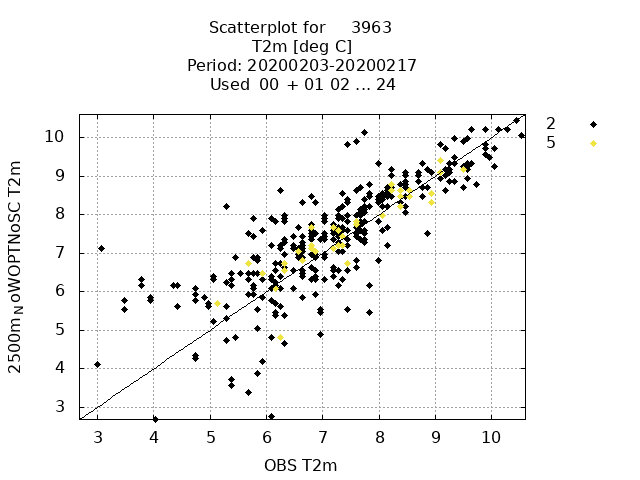 Scatterplot for 3963
T2m [deg C]
Period: 20200203-20200217
Used 00 + 01 02 ... 24
2
5
2500m_NoWOPTNoSC T2m
10
9
8
7
6
5
4
3
3 4 5 6 7 8 9 10
OBS T2m